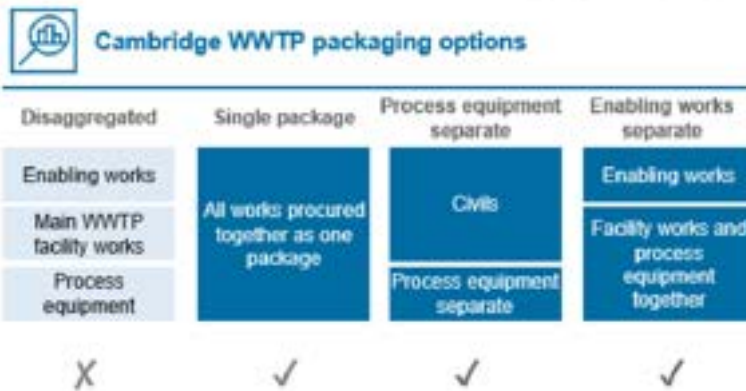 Cambridge WWTP packaging options
Disaggregated
Single package
Process equipment
separate
Enabling works
separate
Enabling works
Main WWTP
facility works
Process
equipment
All works procured
together as one
package
Civils
Process equipment
separate
Enabling works
Facility works and
process
equipment
together